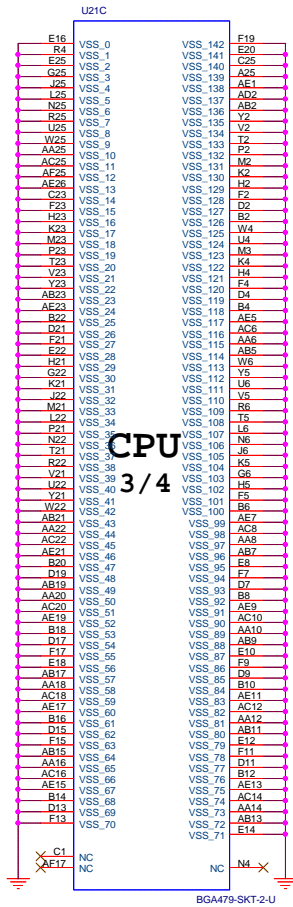 U21C
E16 VSS_0 VSS_142 F19
R4 VSS_1 VSS_141 E20
E25 VSS_2 VSS_140 C25
G25 VSS_3 VSS_139 A25
J25 VSS_4 VSS_138 AE1
L25 VSS_5 VSS_137 AD2
N25 VSS_6 VSS_136 AB2
R25 VSS_7 VSS_135 Y2
U25 VSS_8 VSS_134 V2
W25 VSS_9 VSS_133 T2
AA25 VSS_10 VSS_132 P2
AC25 VSS_11 VSS_131 M2
AF25 VSS_12 VSS_130 K2
AE26 VSS_13 VSS_129 H2
C23 VSS_14 VSS_128 F2
F23 VSS_15 VSS_127 D2
H23 VSS_16 VSS_126 B2
K23 VSS_17 VSS_125 W4
M23 VSS_18 VSS_124 U4
P23 VSS_19 VSS_123 M3
T23 VSS_20 VSS_122 K4
V23 VSS_21 VSS_121 H4
Y23 VSS_22 VSS_120 F4
AB23 VSS_23 VSS_119 D4
AE23 VSS_24 VSS_118 B4
B22 VSS_25 VSS_117 AE5
D21 VSS_26 VSS_116 AC6
F21 VSS_27 VSS_115 AA6
E22 VSS_28 VSS_114 AB5
H21 VSS_29 VSS_113 W6
G22 VSS_30 VSS_112 Y5
K21 VSS_31 VSS_111 U6
J22 VSS_32 VSS_110 V5
M21 VSS_33 VSS_109 R6
L22 VSS_34 VSS_108 T5
P21 VSS_35 VSS_107 L6
N22 VSS_36 VSS_106 N6
T21 VSS_37 VSS_105 J6
R22 VSS_38 VSS_104 K5
V21 VSS_39 VSS_103 G6
U22 VSS_40 VSS_102 H5
Y21 VSS_41 VSS_101 F5
W22 VSS_42 VSS_100 B6
AB21 VSS_43 VSS_99 AE7
AA22 VSS_44 VSS_98 AC8
AC22 VSS_45 VSS_97 AA8
AE21 VSS_46 VSS_96 AB7
B20 VSS_47 VSS_95 E8
D19 VSS_48 VSS_94 F7
AB19 VSS_49 VSS_93 D7
AA20 VSS_50 VSS_92 B8
AC20 VSS_51 VSS_91 AE9
AE19 VSS_52 VSS_90 AC10
B18 VSS_53 VSS_89 AA10
D17 VSS_54 VSS_88 AB9
F17 VSS_55 VSS_87 E10
E18 VSS_56 VSS_86 F9
AB17 VSS_57 VSS_85 D9
AA18 VSS_58 VSS_84 B10
AC18 VSS_59 VSS_83 AE11
AE17 VSS_60 VSS_82 AC12
B16 VSS_61 VSS_81 AA12
D15 VSS_62 VSS_80 AB11
F15 VSS_63 VSS_79 E12
AB15 VSS_64 VSS_78 F11
AA16 VSS_65 VSS_77 D11
AC16 VSS_66 VSS_76 B12
AE15 VSS_67 VSS_75 AE13
B14 VSS_68 VSS_74 AC14
D13 VSS_69 VSS_73 AA14
F13 VSS_70 VSS_72 AB13
VSS_71 E14
CPU
3/4
C1 NC
AF17 NC NC N4
BGA479-SKT-2-U